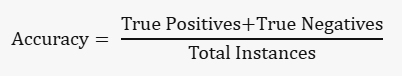 Accuracy = True Positives+True Negatives
Total Instances